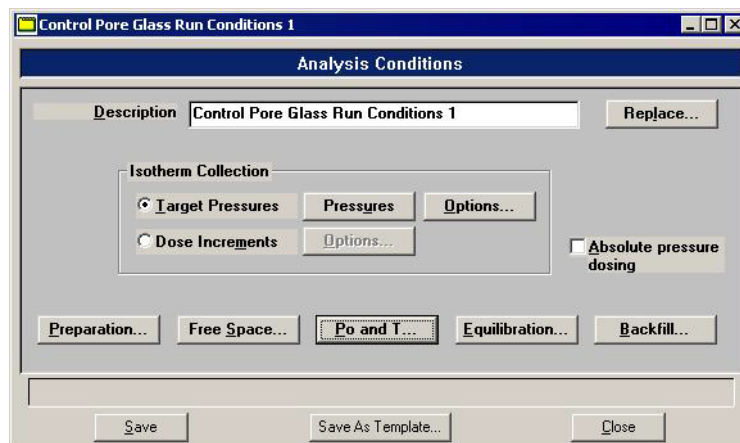 Control Pore Glass Run Conditions 1
Analysis Conditions
Description Control Pore Glass Run Conditions 1 Replace...
Isotherm Collection
Target Pressures Pressures Options...
Dose Increments Options...
Absolute pressure
dosing
Preparation... Free Space... Po and T... Equilibration... Backfill...
Save Save As Template... Close